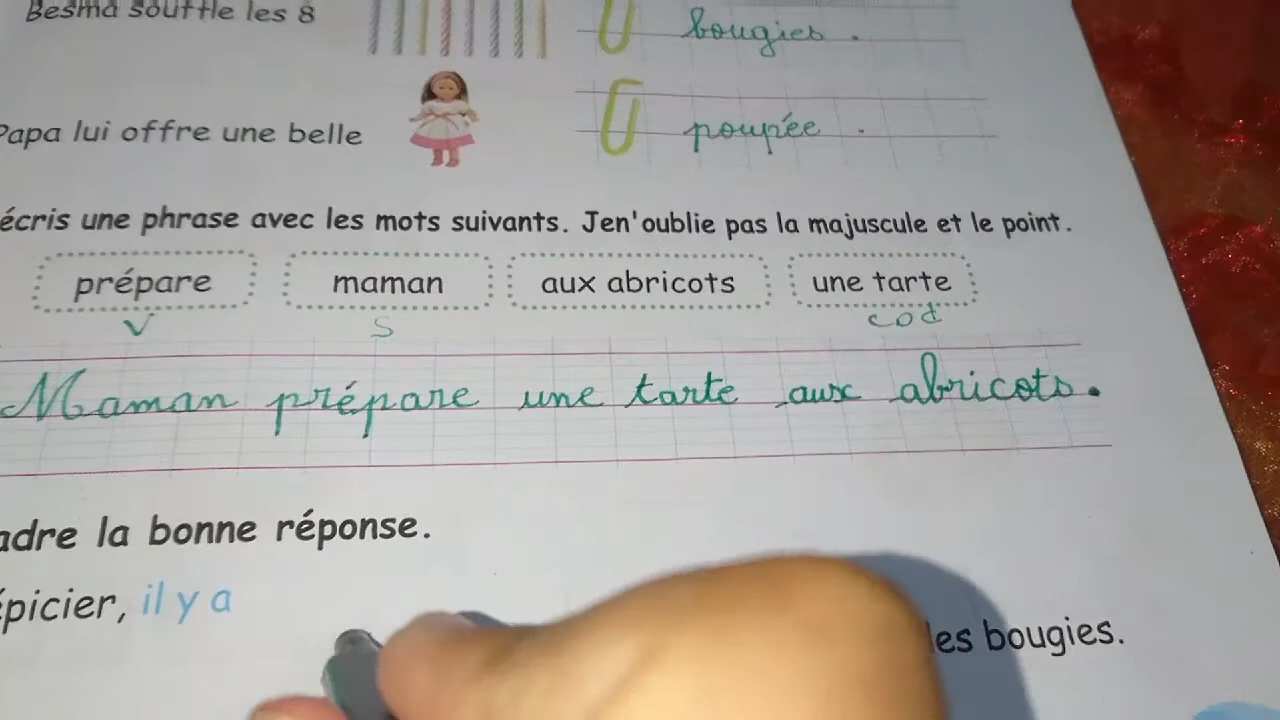 Besma souffle les 8
bougies.
Papa lui offre une belle
poupée.
écris une phrase avec les mots suivants. Jen'oublie pas la majuscule et le point.
prépare maman aux abricots une tarte
V S cod
Maman prépare une tarte aux abricots.
adre la bonne réponse.
épicier, il y a
les bougies.